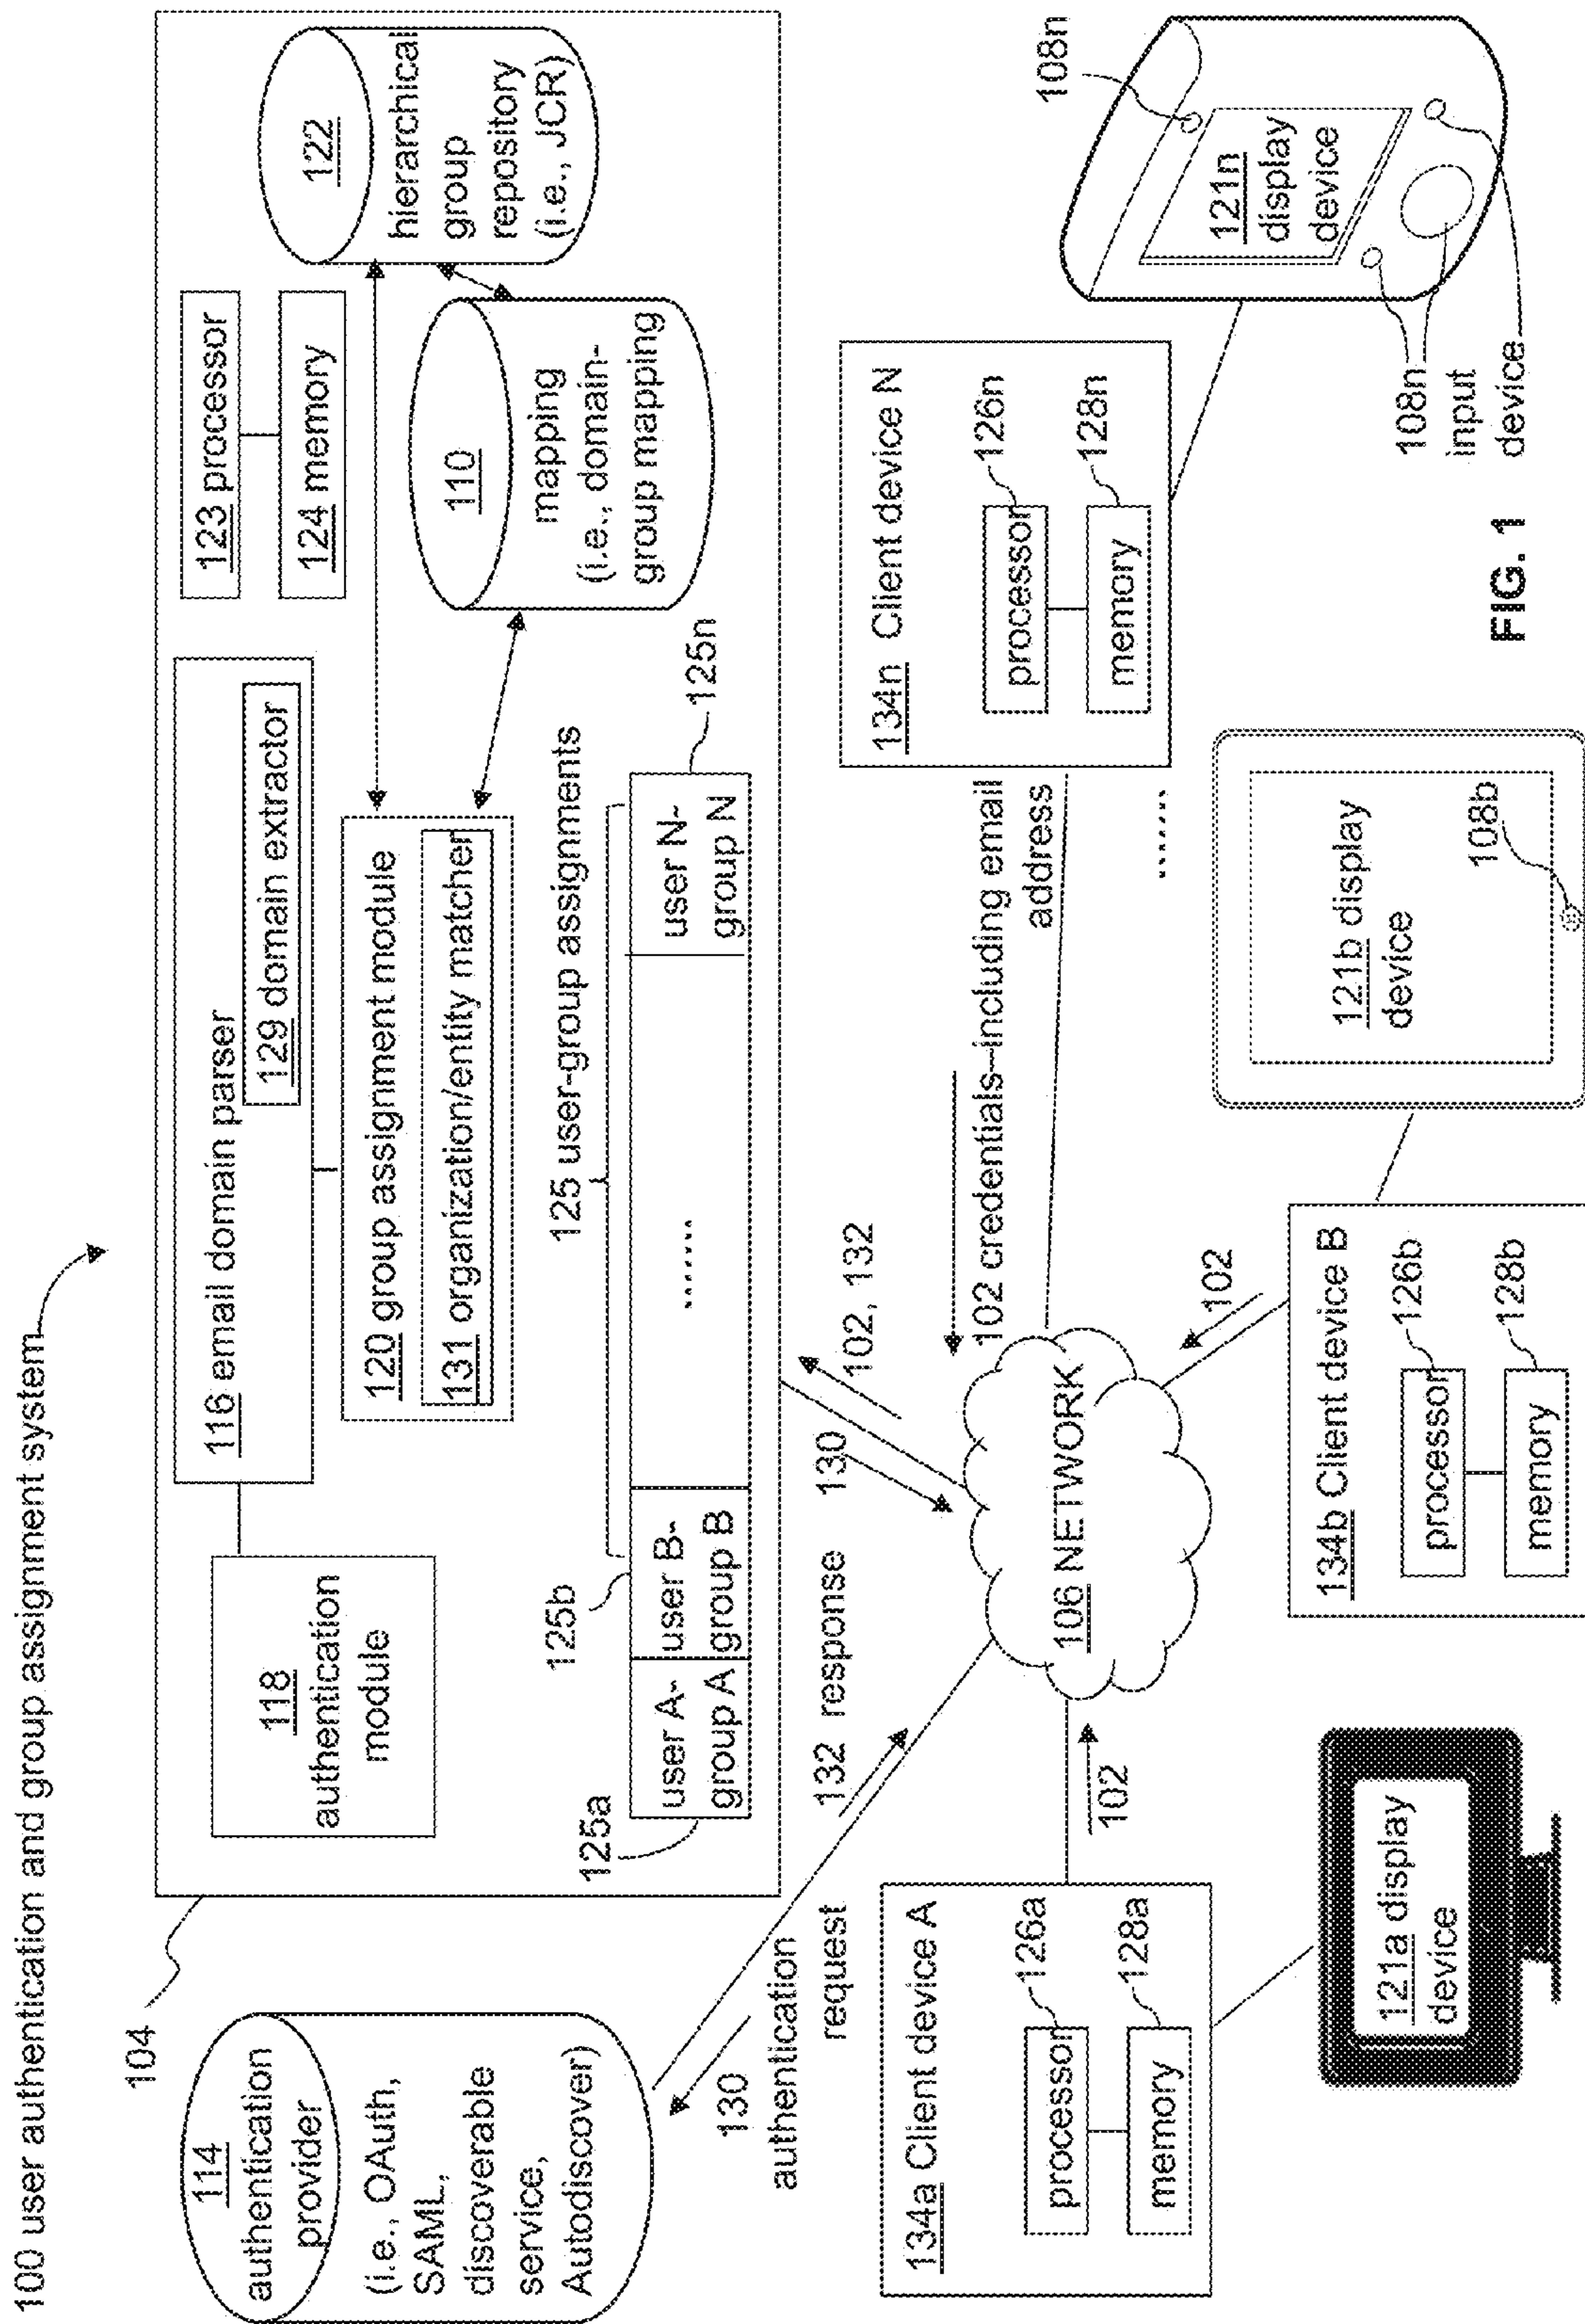 100 user authentication and group assignment system
104
114
authentication
provider
(i.e., OAuth,
SAML,
discoverable
service,
Autodiscover)
118
authentication
module
116 email domain parser
129 domain extractor
120 group assignment module
131 organization/entity matcher
123 processor
124 memory
122
hierarchical
group
repository
(i.e., JCR)
110
mapping
(i.e., domain-
group mapping
125 user-group assignments
125a
125b
125n
user A-
group A
user B-
group B
......
user N-
group N
130
authentication
request
132 response
130
102, 132
102 credentials--including email
address
106 NETWORK
102
102
134a Client device A
processor
126a
memory
128a
121a display
device
134b Client device B
processor
126b
memory
128b
121b display
device
108b
......
134n Client device N
processor
126n
memory
128n
121n
display
device
108n
108n
input
device
FIG. 1